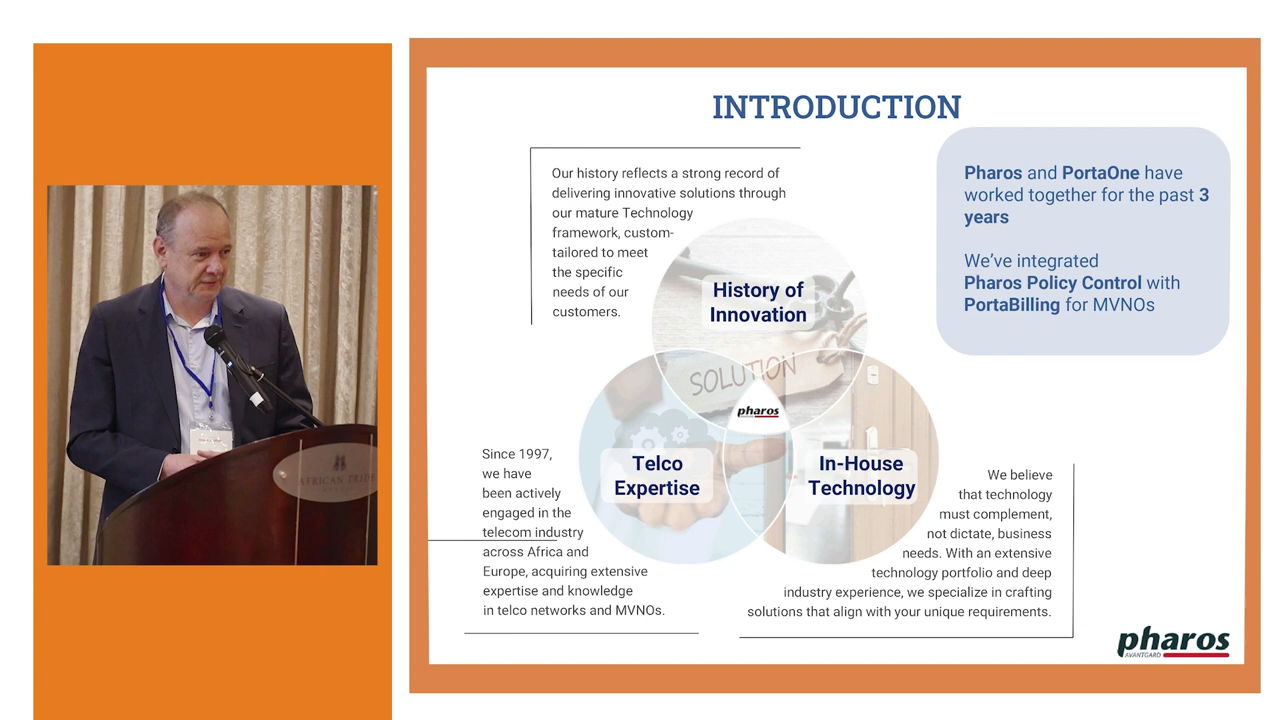 INTRODUCTION
Our history reflects a strong record of
delivering innovative solutions through
our mature Technology
framework, custom-
tailored to meet
the specific
needs of our
customers.
Pharos and PortaOne have
worked together for the past 3
years
We've integrated
Pharos Policy Control with
PortaBilling for MVNOs
History of
Innovation
SOLUTION
pharos
Telco
Expertise
In-House
Technology
Since 1997,
we have
been actively
engaged in the
telecom industry
across Africa and
Europe, acquiring extensive
expertise and knowledge
in telco networks and MVNOs.
We believe
that technology
must complement,
not dictate, business
needs. With an extensive
technology portfolio and deep
industry experience, we specialize in crafting
solutions that align with your unique requirements.
AFRICAN PRIDE
pharos
AVANTGARD